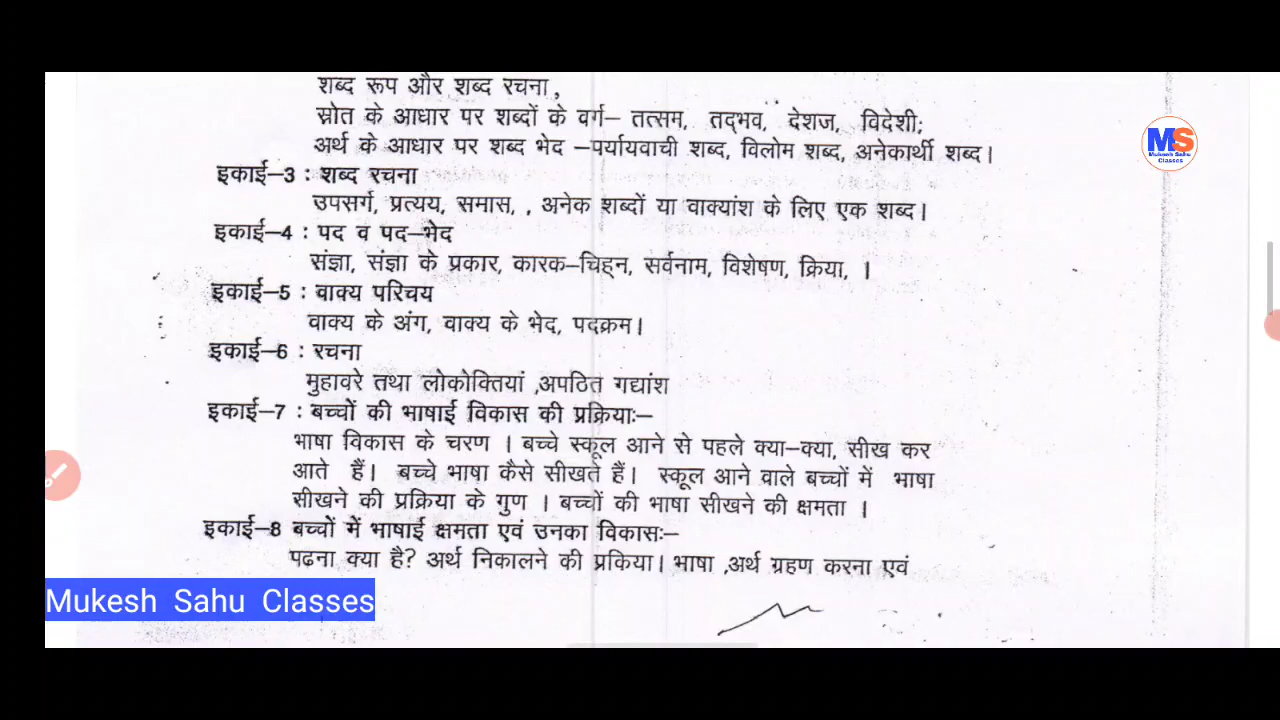 शब्द रूप और शब्द रचना,
स्रोत के आधार पर शब्दों के वर्ग– तत्सम, तद्‌भव, देशज, विदेशी;
अर्थ के आधार पर शब्द भेद –पर्यायवाची शब्द, विलोम शब्द, अनेकार्थी शब्द।
MS
Mukesh Sahu
Classes
इकाई–3 : शब्द रचना
उपसर्ग, प्रत्यय, समास, , अनेक शब्दों या वाक्यांश के लिए एक शब्द।
इकाई–4 : पद व पद–भेद
संज्ञा, संज्ञा के प्रकार, कारक–चिह्‌न, सर्वनाम, विशेषण, क्रिया, ।
इकाई–5 : वाक्य परिचय
वाक्य के अंग, वाक्य के भेद, पदक्रम।
इकाई–6 : रचना
मुहावरे तथा लोकोक्तियां ,अपठित गद्यांश
इकाई–7 : बच्चों की भाषाई विकास की प्रक्रियाः–
भाषा विकास के चरण । बच्चे स्कूल आने से पहले क्या–क्या, सीख कर
आते हैं। बच्चे भाषा कैसे सीखते हैं। स्कूल आने वाले बच्चों में भाषा
सीखने की प्रक्रिया के गुण । बच्चों की भाषा सीखने की क्षमता ।
इकाई–8 बच्चों में भाषाई क्षमता एवं उनका विकासः–
पढना क्या है? अर्थ निकालने की प्रकिया। भाषा ,अर्थ ग्रहण करना एवं
Mukesh Sahu Classes